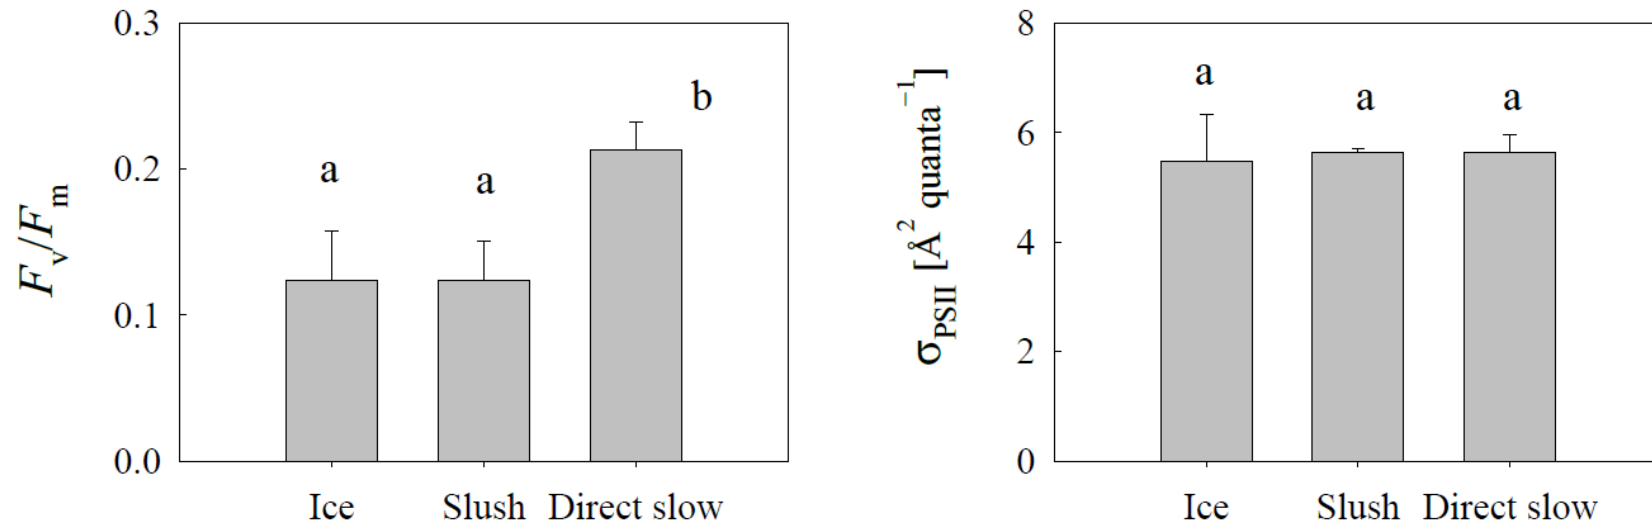 0.3
0.2
0.1
0.0
Fv/Fm
a
a
b
Ice
Slush
Direct slow
8
6
4
2
0
σPSII [Å² quanta⁻¹]
a
a
a
Ice
Slush
Direct slow